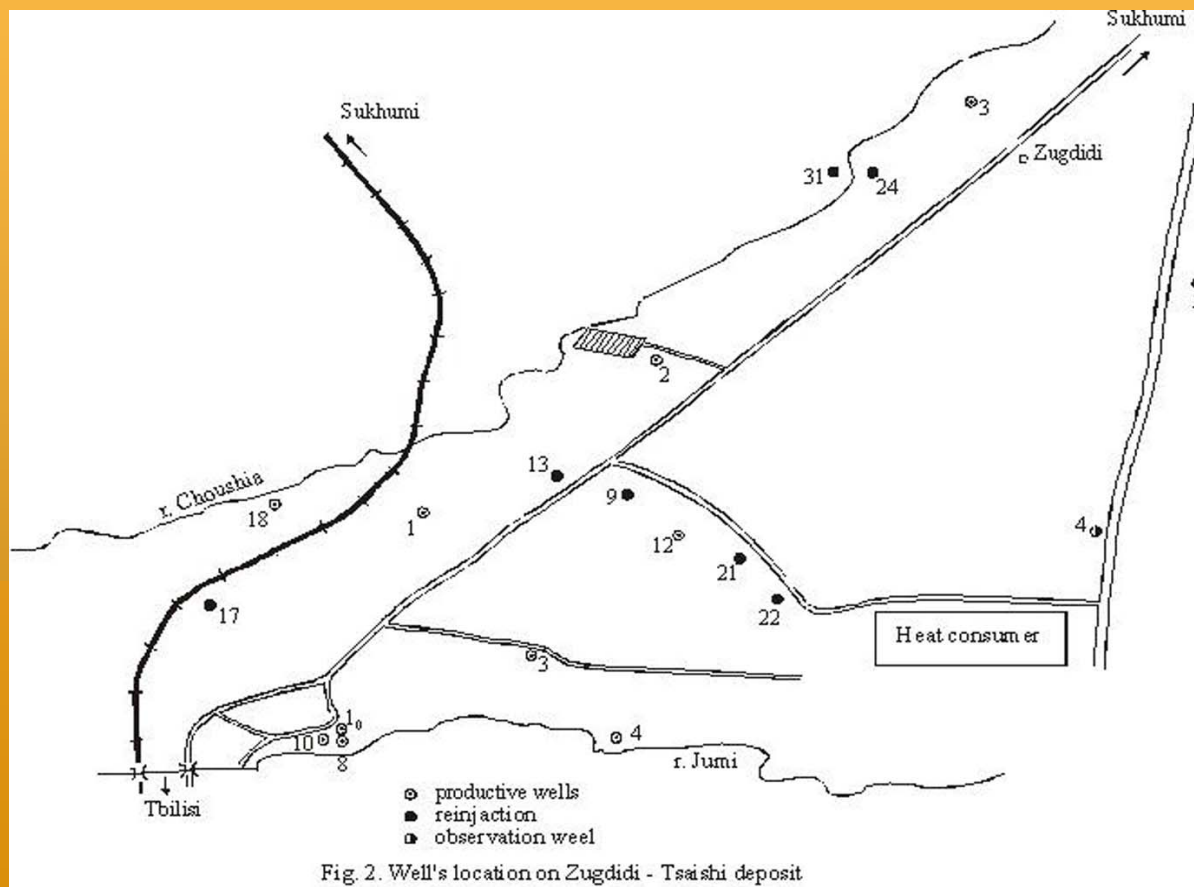 Sukhumi
Sukhumi
3
Zugdidi
31
24
2
13
r. Choushia
9
18
1
12
4
21
17
22
Heat consumer
3
1₀
10
8
4
r. Jumi
Tbilisi
productive wells
reinjaction
observation weel
Fig. 2. Well's location on Zugdidi - Tsaishi deposit